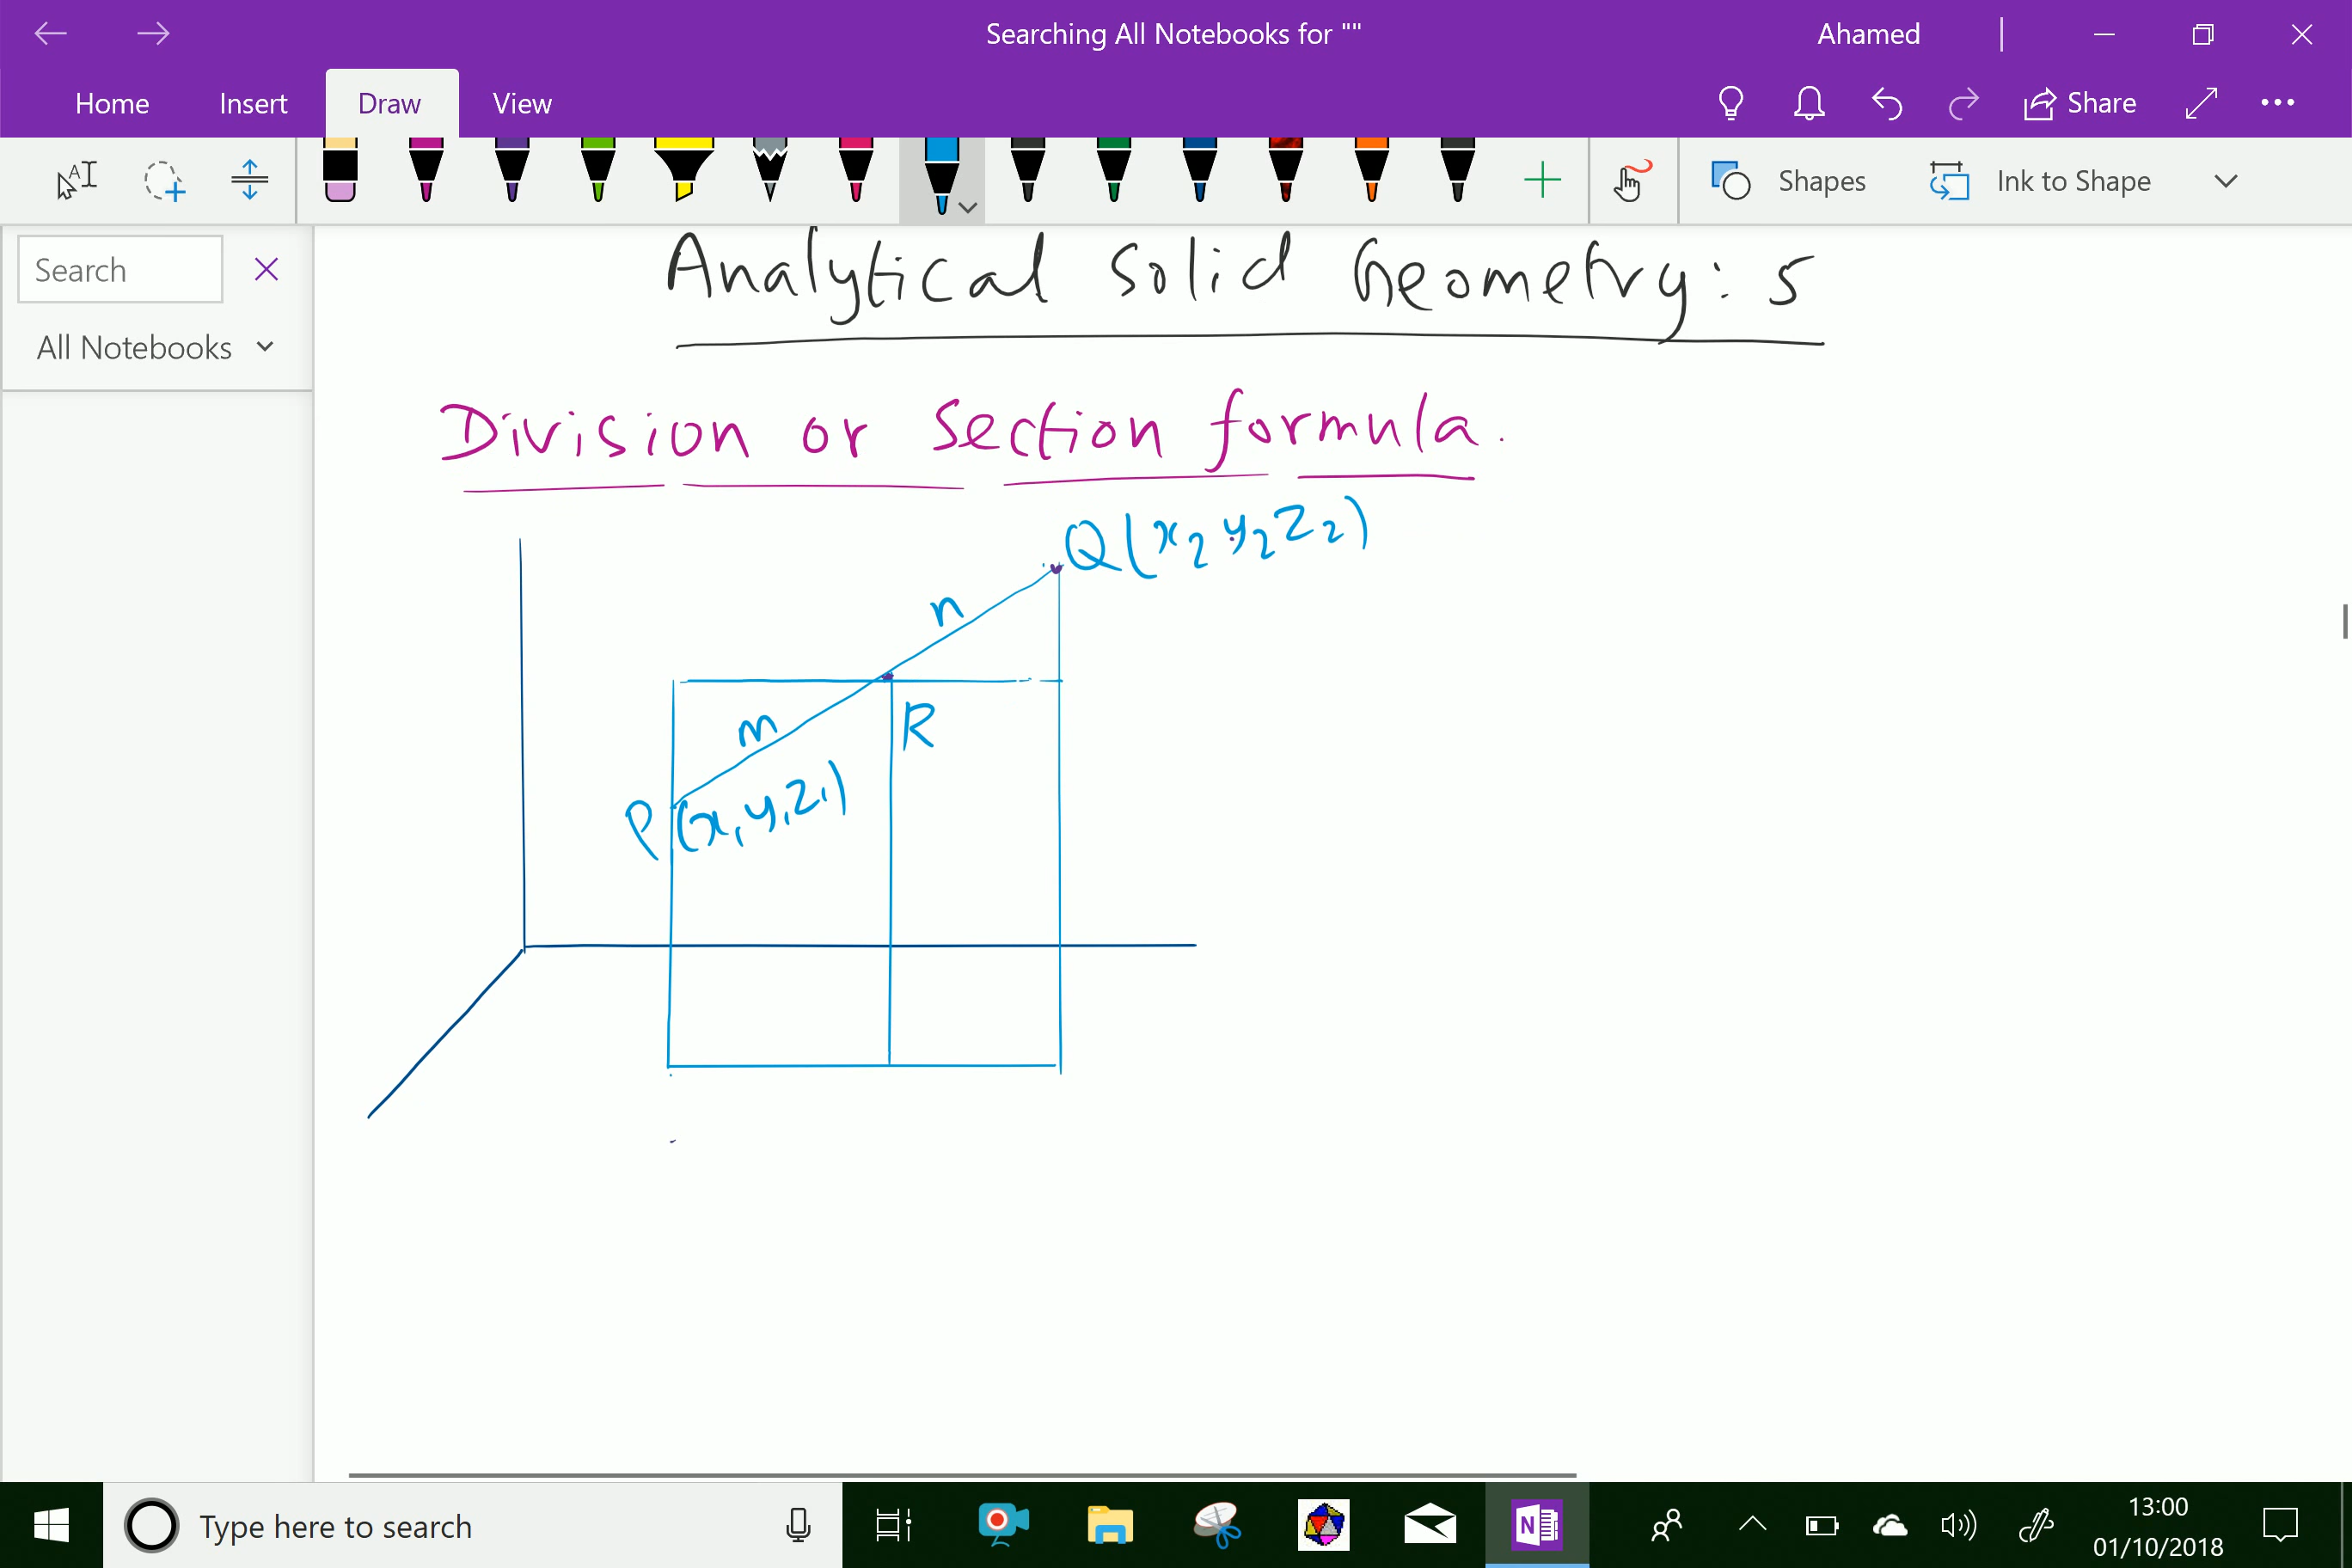 Searching All Notebooks for ""
Ahamed
Home Insert Draw View
Share
Shapes
Ink to Shape
Search
All Notebooks
Analytical Solid Geometry: 5
Division or Section formula.
Q(x2 y2 z2)
n
m
R
P(x1 y1 z1)
Type here to search
N
13:00
01/10/2018